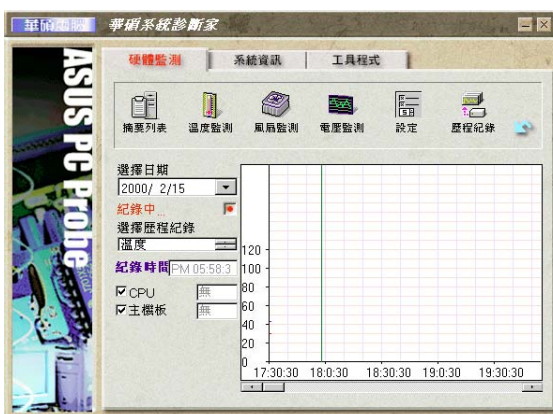 華碩電腦 華碩系統診斷家
ASUS PC Probe
硬體監測 系統資訊 工具程式
摘要列表 溫度監測 風扇監測 電壓監測 設定 歷程紀錄
選擇日期
2000/ 2/15
紀錄中...
選擇歷程紀錄
溫度
紀錄時間 PM 05:58:3
CPU 無
主機板 無
120
100
80
60
40
20
0
17:30:30 18:0:30 18:30:30 19:0:30 19:30:30